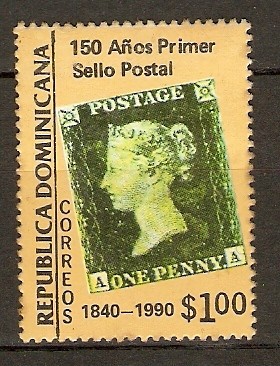 150 Años Primer
Sello Postal
REPUBLICA DOMINICANA
CORREOS
POSTAGE
A ONE PENNY A
1840-1990 $1.00